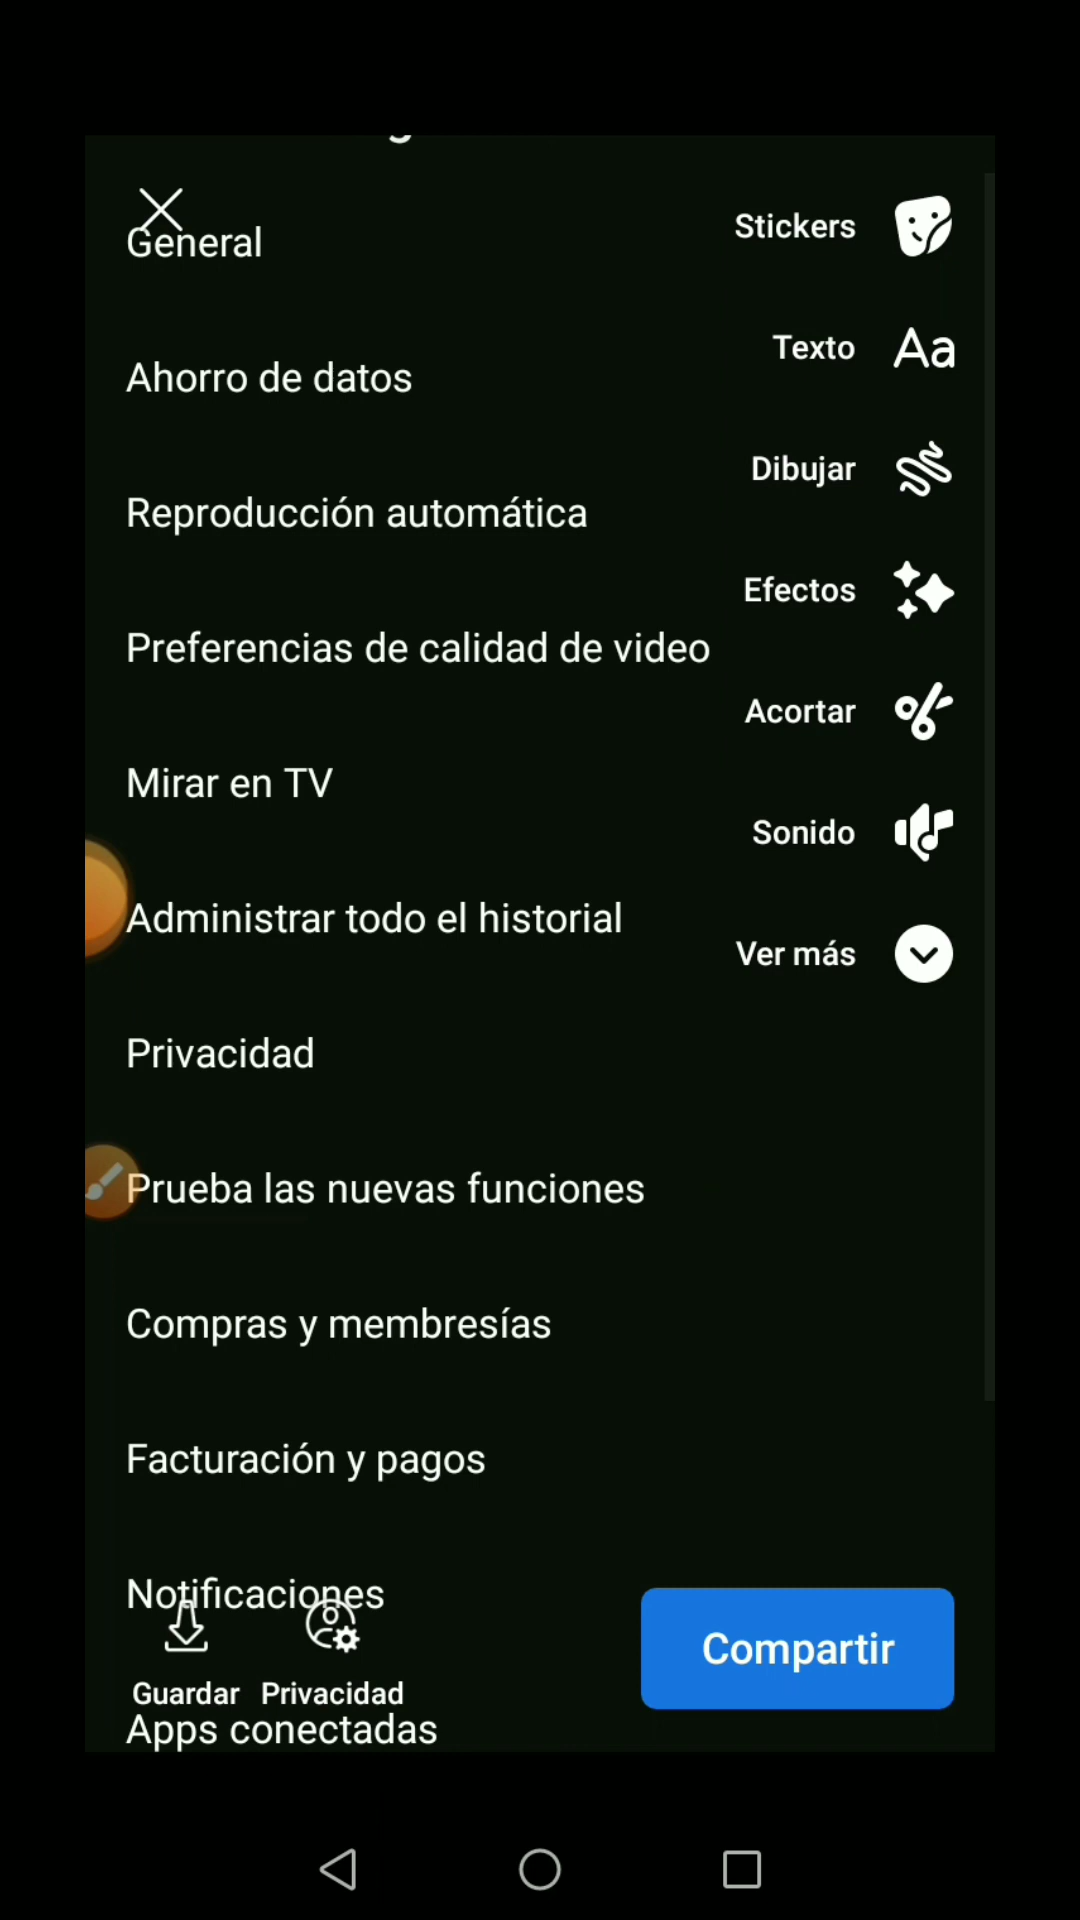 General
Stickers
Texto
Aa
Ahorro de datos
Dibujar
Reproducción automática
Efectos
Preferencias de calidad de video
Acortar
Mirar en TV
Sonido
Administrar todo el historial
Ver más
Privacidad
Prueba las nuevas funciones
Compras y membresías
Facturación y pagos
Notificaciones
Compartir
Guardar Privacidad
Apps conectadas